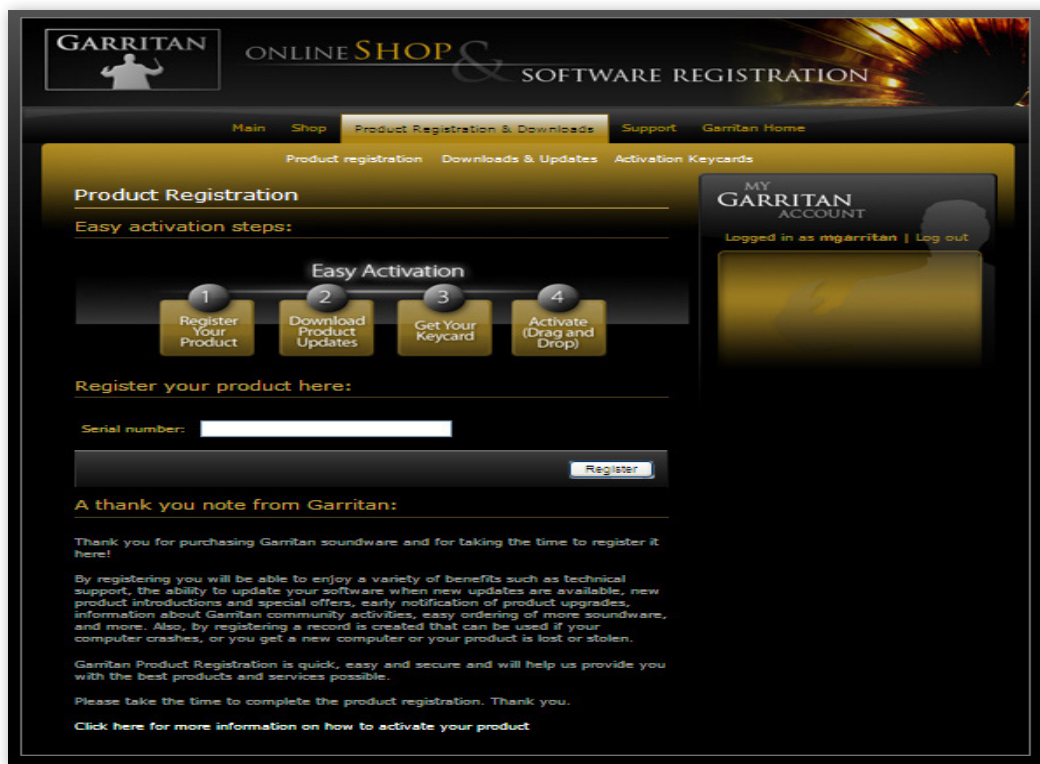 GARRITAN
ONLINE SHOP &
SOFTWARE REGISTRATION
Main Shop Product Registration & Downloads Support Garritan Home
Product registration Downloads & Updates Activation Keycards
Product Registration
Easy activation steps:
Easy Activation
1
Register
Your
Product
2
Download
Product
Updates
3
Get Your
Keycard
4
Activate
(Drag and
Drop)
Register your product here:
Serial number:
Register
A thank you note from Garritan:
Thank you for purchasing Garritan soundware and for taking the time to register it
here!
By registering you will be able to enjoy a variety of benefits such as technical
support, the ability to update your software when new updates are available, new
product introductions and special offers, early notification of product upgrades,
information about Garritan community activities, easy ordering of more soundware,
and more. Also, by registering a record is created that can be used if your
computer crashes, or you get a new computer or your product is lost or stolen.
Garritan Product Registration is quick, easy and secure and will help us provide you
with the best products and services possible.
Please take the time to complete the product registration. Thank you.
Click here for more information on how to activate your product
MY
GARRITAN
ACCOUNT
Logged in as | Log out